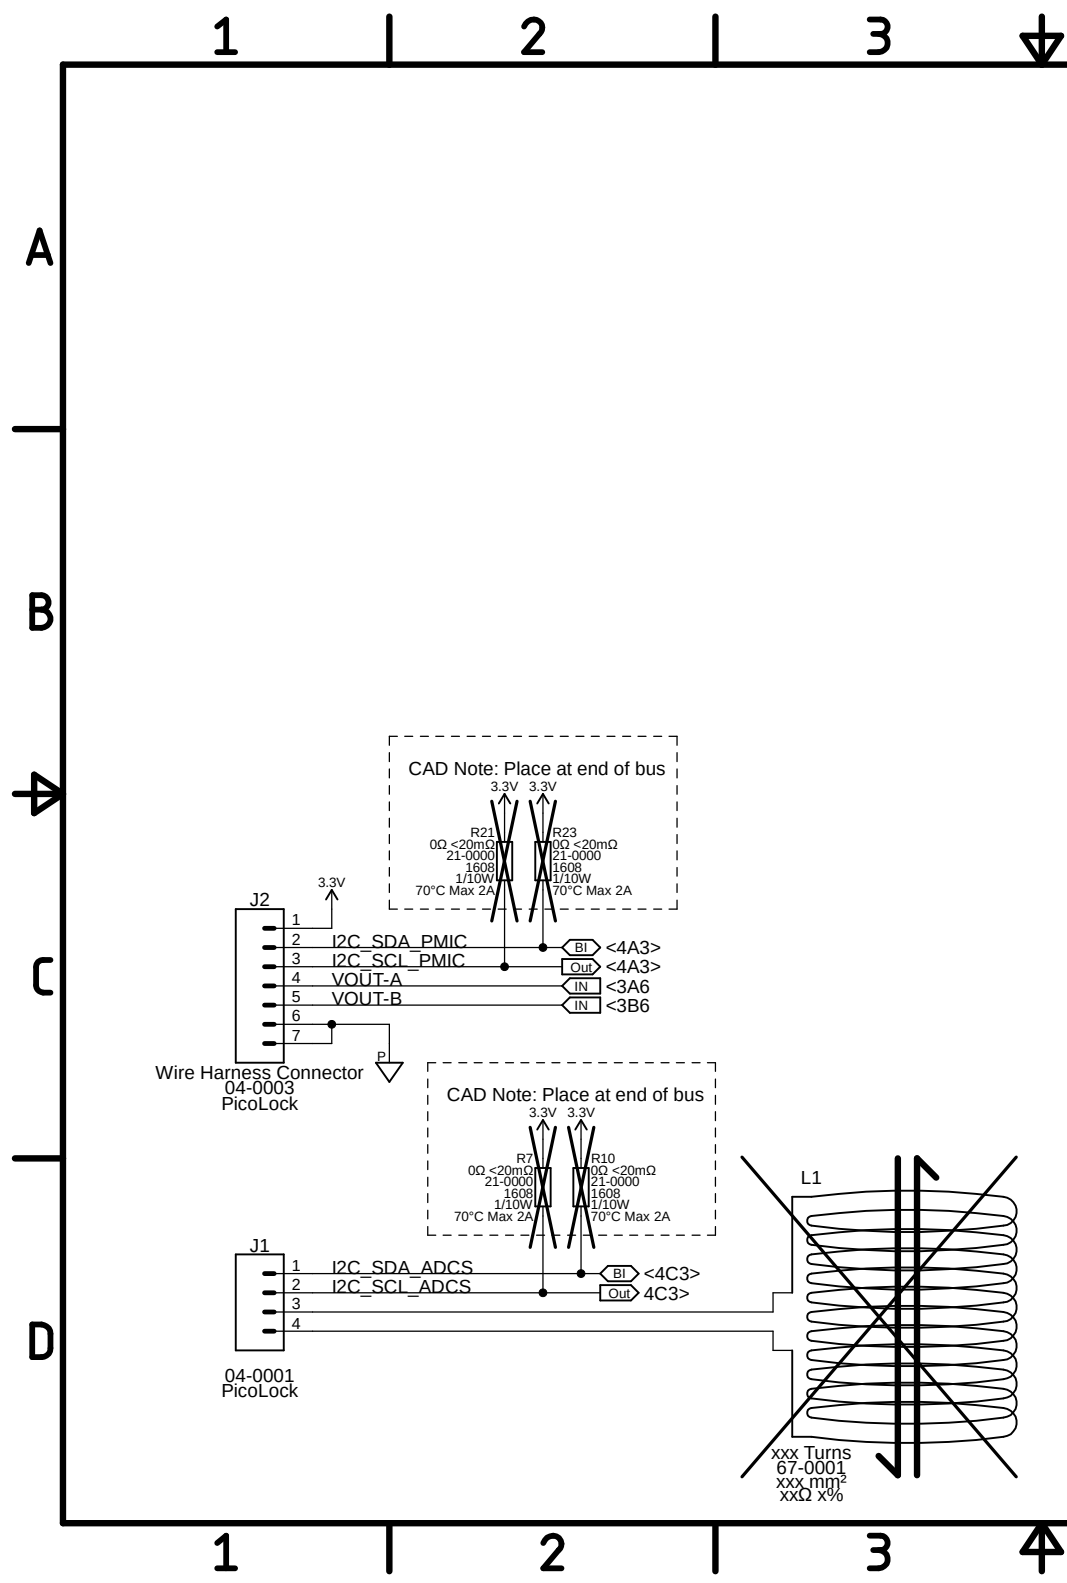 1 2 3
A
B
C
D
CAD Note: Place at end of bus
3.3V 3.3V
R21 R23
0Ω <20mΩ 0Ω <20mΩ
21-0000 21-0000
1608 1608
1/10W 1/10W
70°C Max 2A 70°C Max 2A
3.3V
J2
1
2 I2C_SDA_PMIC BI <4A3>
3 I2C_SCL_PMIC Out <4A3>
4 VOUT-A IN <3A6
5 VOUT-B IN <3B6
6
7
P
Wire Harness Connector
04-0003
PicoLock
CAD Note: Place at end of bus
3.3V 3.3V
R7 R10
0Ω <20mΩ 0Ω <20mΩ
21-0000 21-0000
1608 1608
1/10W 1/10W
70°C Max 2A 70°C Max 2A
L1
J1
1 I2C_SDA_ADCS BI <4C3>
2 I2C_SCL_ADCS Out 4C3>
3
4
04-0001
PicoLock
xxx Turns
67-0001
xxx mm²
xxΩ x%
1 2 3